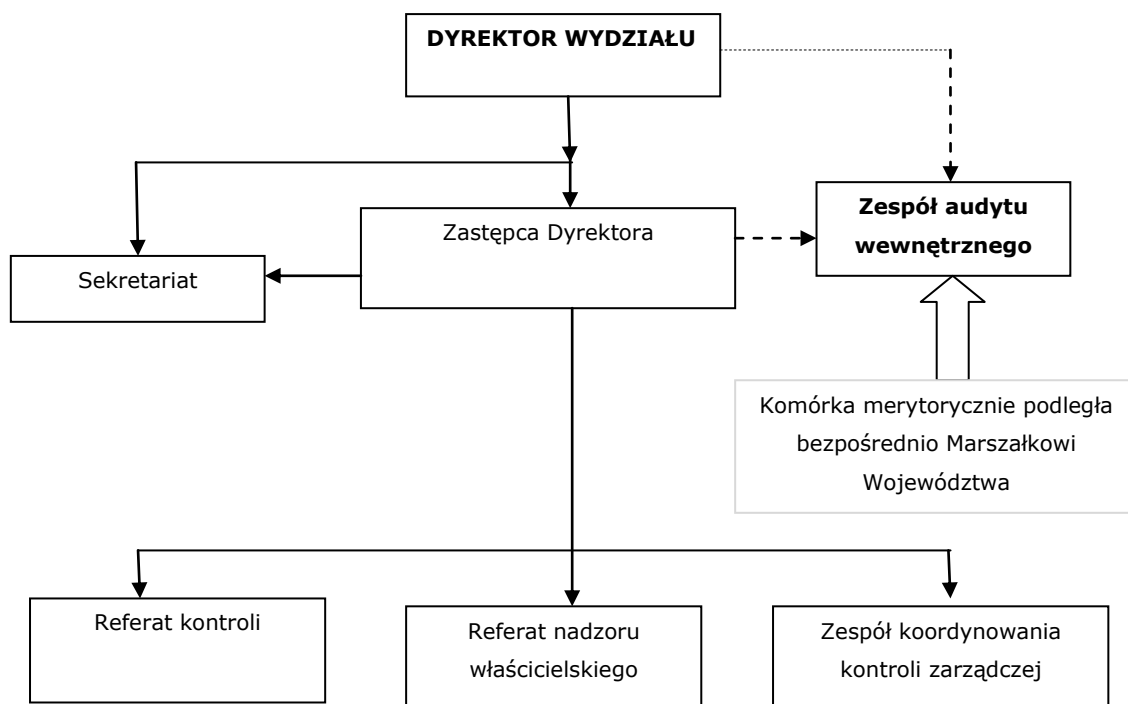 DYREKTOR WYDZIAŁU
Zastępca Dyrektora
Zespół audytu
wewnętrznego
Sekretariat
Komórka merytorycznie podległa
bezpośrednio Marszałkowi
Województwa
Referat kontroli
Referat nadzoru
właścicielskiego
Zespół koordynowania
kontroli zarządczej